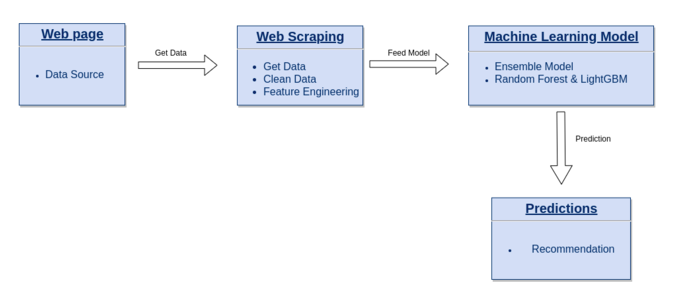 Web page
• Data Source
Get Data
Web Scraping
• Get Data
• Clean Data
• Feature Engineering
Feed Model
Machine Learning Model
• Ensemble Model
• Random Forest & LightGBM
Prediction
Predictions
• Recommendation